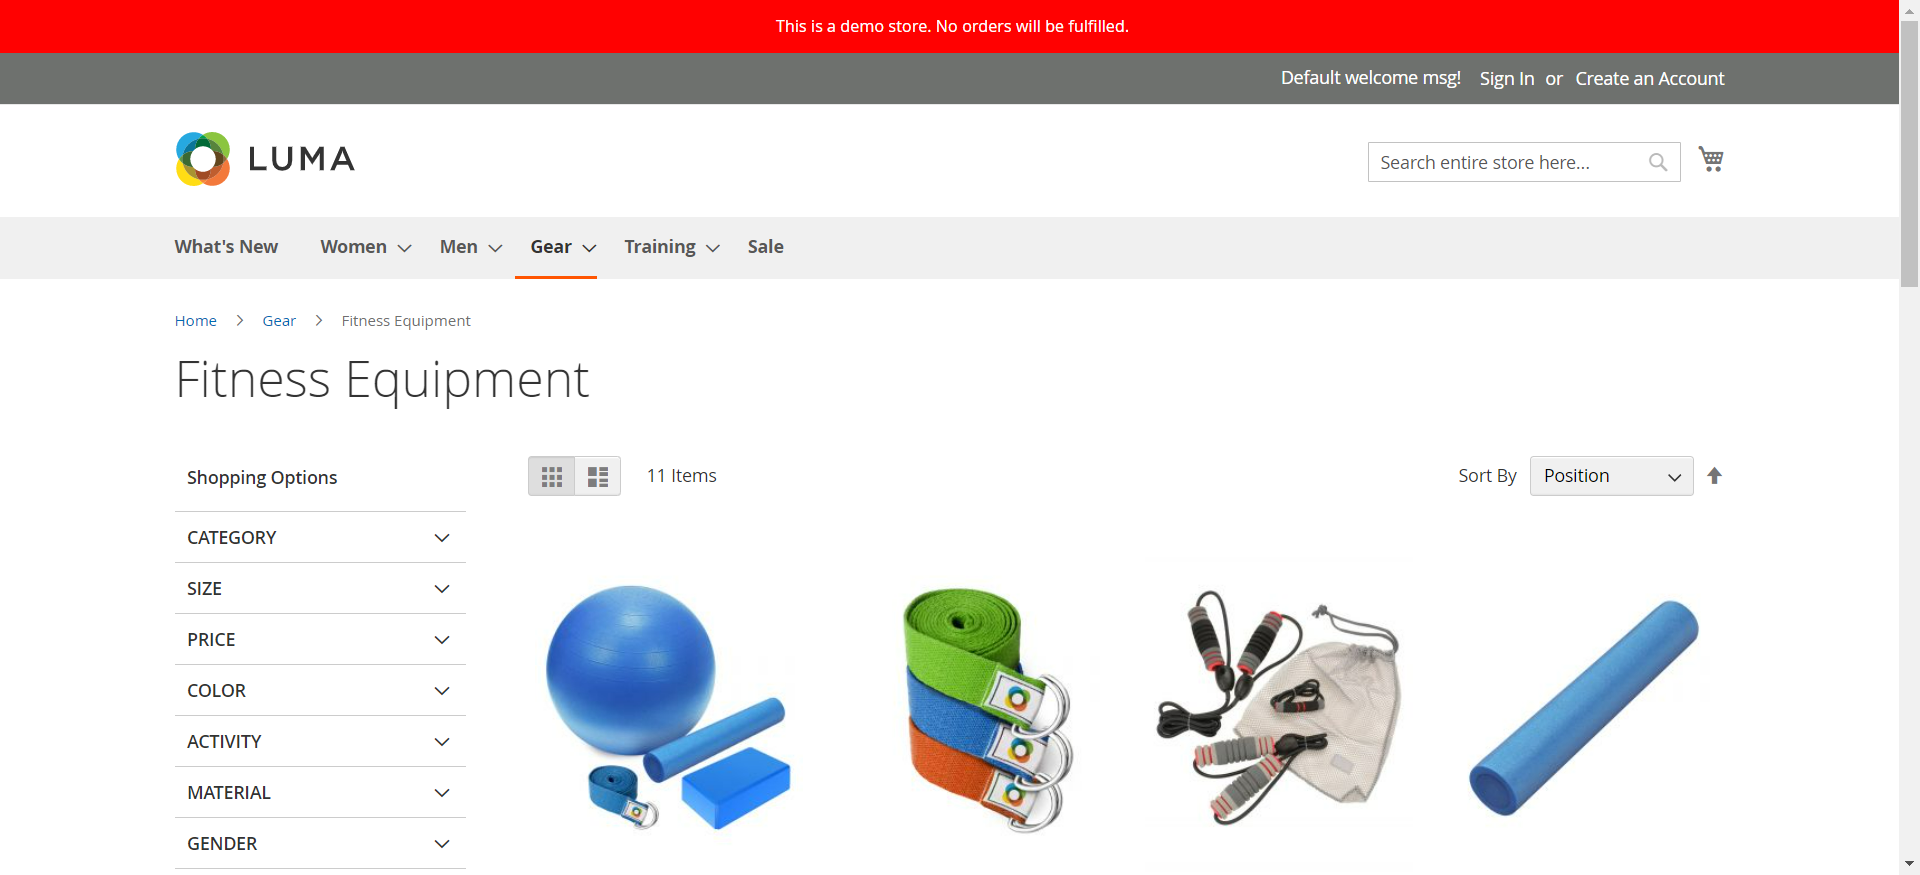 This is a demo store. No orders will be fulfilled.
Default welcome msg! Sign In or Create an Account
LUMA
Search entire store here...
What's New Women Men Gear Training Sale
Home Gear Fitness Equipment
Fitness Equipment
Shopping Options
11 Items
Sort By Position
CATEGORY
SIZE
PRICE
COLOR
ACTIVITY
MATERIAL
GENDER